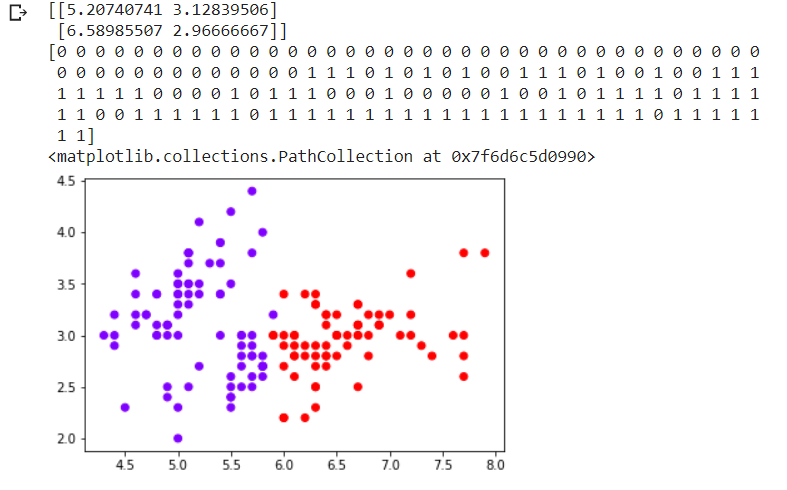 [[5.20740741 3.12839506]
[6.58985507 2.96666667]]
[0 0 0 0 0 0 0 0 0 0 0 0 0 0 0 0 0 0 0 0 0 0 0 0 0 0 0 0 0 0 0 0 0 0 0 0 0
0 0 0 0 0 0 0 0 0 0 0 0 0 1 1 1 0 1 0 1 0 1 0 0 1 1 1 0 1 0 0 1 0 0 1 1 1
1 1 1 1 1 0 0 0 0 1 0 1 1 1 0 0 0 1 0 0 0 0 0 1 0 0 1 0 1 1 1 1 0 1 1 1 1
1 1 0 0 1 1 1 1 1 0 1 1 1 1 1 1 1 1 1 1 1 1 1 1 1 1 1 1 1 1 1 0 1 1 1 1 1
1 1]
<matplotlib.collections.PathCollection at 0x7f6d6c5d0990>
4.5
4.0
3.5
3.0
2.5
2.0
4.5 5.0 5.5 6.0 6.5 7.0 7.5 8.0